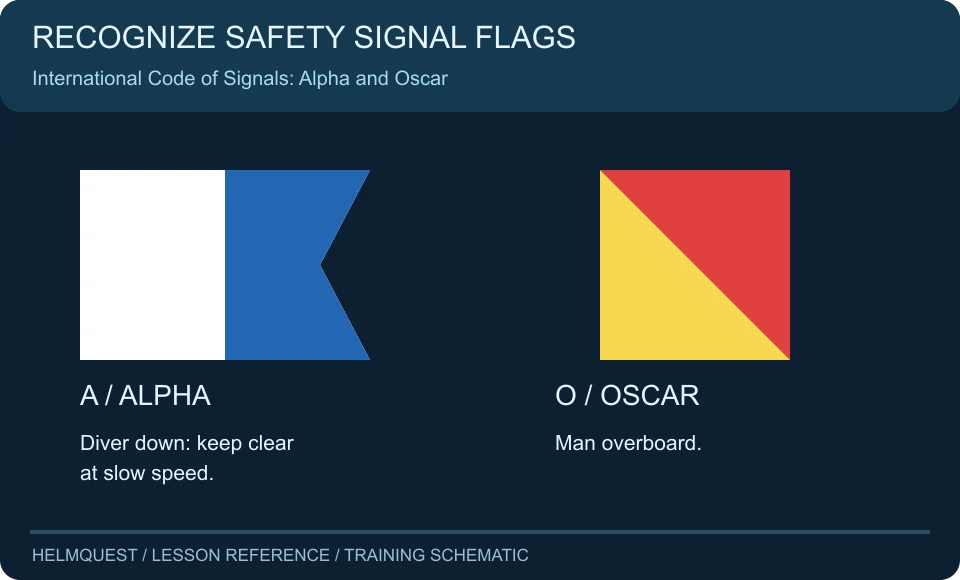 RECOGNIZE SAFETY SIGNAL FLAGS
International Code of Signals: Alpha and Oscar
A / ALPHA
Diver down: keep clear
at slow speed.
O / OSCAR
Man overboard.
HELMQUEST / LESSON REFERENCE / TRAINING SCHEMATIC